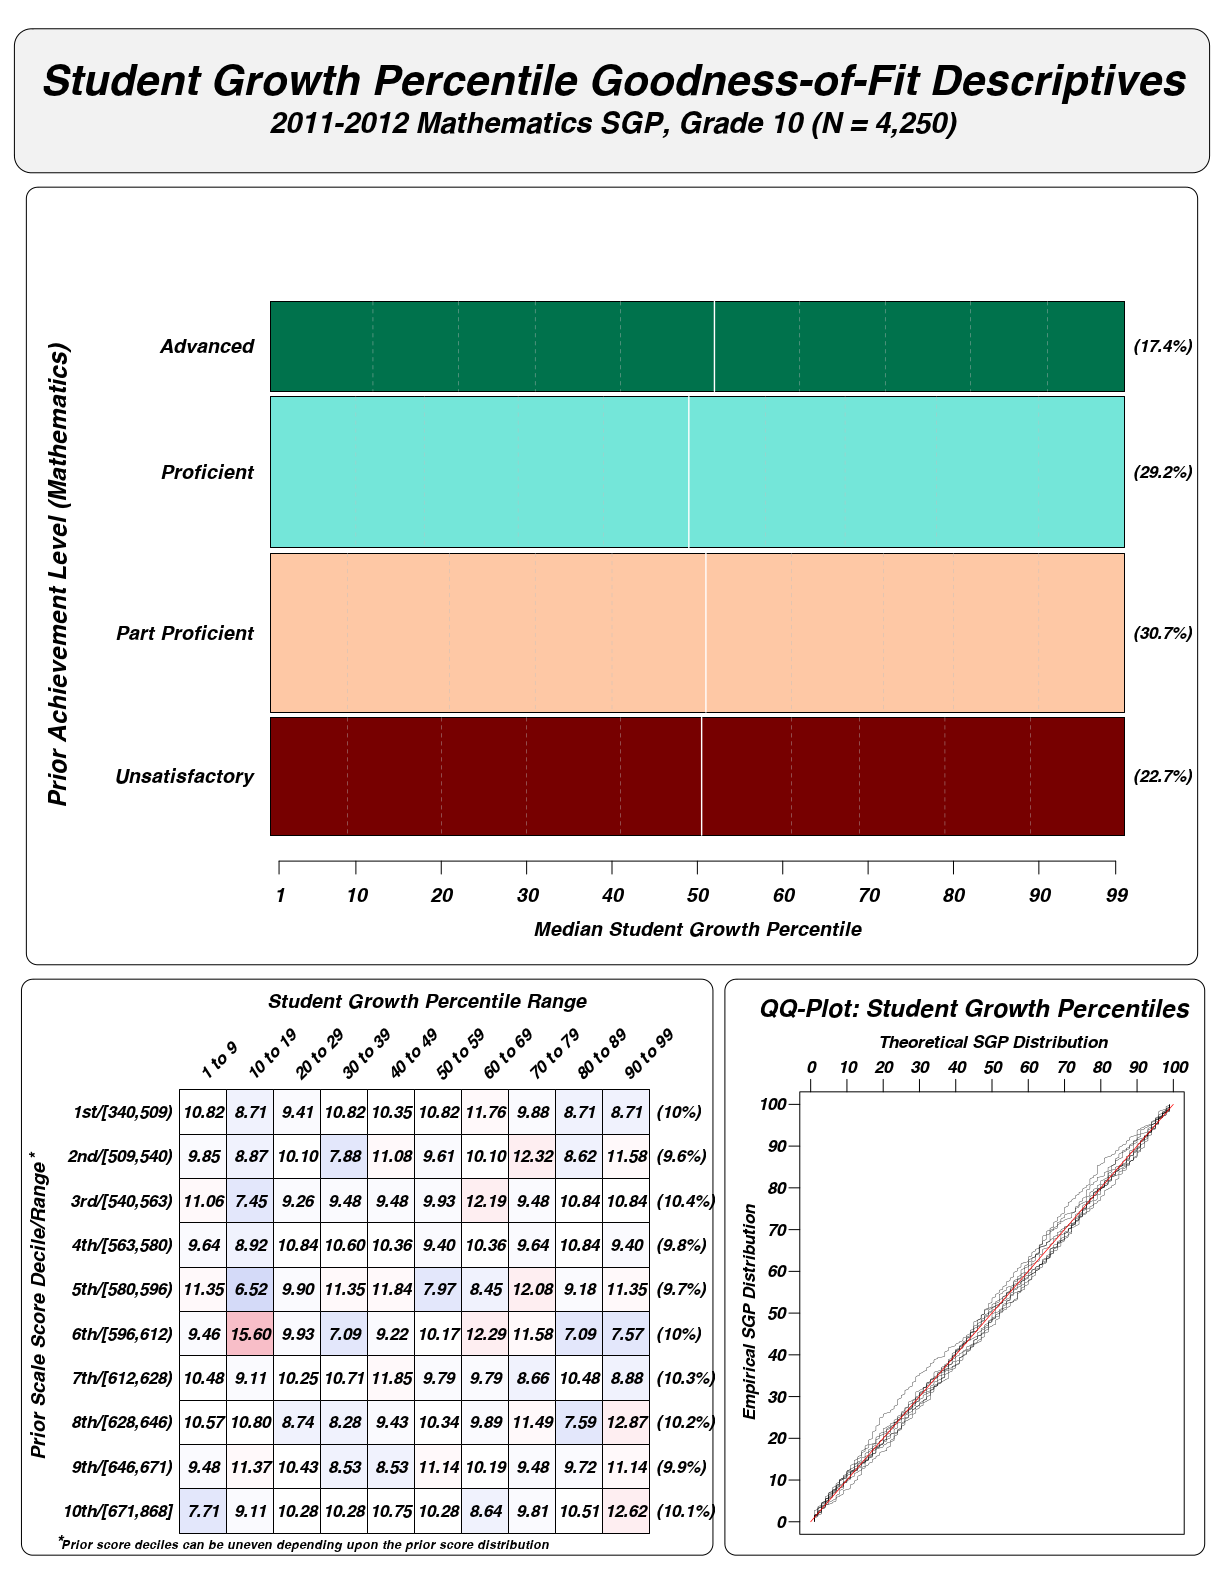 Student Growth Percentile Goodness-of-Fit Descriptives
2011-2012 Mathematics SGP, Grade 10 (N = 4,250)
Prior Achievement Level (Mathematics)
Advanced (17.4%)
Proficient (29.2%)
Part Proficient (30.7%)
Unsatisfactory (22.7%)
1 10 20 30 40 50 60 70 80 90 99
Median Student Growth Percentile
Student Growth Percentile Range
1 to 9 10 to 19 20 to 29 30 to 39 40 to 49 50 to 59 60 to 69 70 to 79 80 to 89 90 to 99
Prior Scale Score Decile/Range*
1st/[340,509) 10.82 8.71 9.41 10.82 10.35 10.82 11.76 9.88 8.71 8.71 (10%)
2nd/[509,540) 9.85 8.87 10.10 7.88 11.08 9.61 10.10 12.32 8.62 11.58 (9.6%)
3rd/[540,563) 11.06 7.45 9.26 9.48 9.48 9.93 12.19 9.48 10.84 10.84 (10.4%)
4th/[563,580) 9.64 8.92 10.84 10.60 10.36 9.40 10.36 9.64 10.84 9.40 (9.8%)
5th/[580,596) 11.35 6.52 9.90 11.35 11.84 7.97 8.45 12.08 9.18 11.35 (9.7%)
6th/[596,612) 9.46 15.60 9.93 7.09 9.22 10.17 12.29 11.58 7.09 7.57 (10%)
7th/[612,628) 10.48 9.11 10.25 10.71 11.85 9.79 9.79 8.66 10.48 8.88 (10.3%)
8th/[628,646) 10.57 10.80 8.74 8.28 9.43 10.34 9.89 11.49 7.59 12.87 (10.2%)
9th/[646,671) 9.48 11.37 10.43 8.53 8.53 11.14 10.19 9.48 9.72 11.14 (9.9%)
10th/[671,868] 7.71 9.11 10.28 10.28 10.75 10.28 8.64 9.81 10.51 12.62 (10.1%)
*Prior score deciles can be uneven depending upon the prior score distribution
QQ-Plot: Student Growth Percentiles
Theoretical SGP Distribution
0 10 20 30 40 50 60 70 80 90 100
Empirical SGP Distribution
100
90
80
70
60
50
40
30
20
10
0